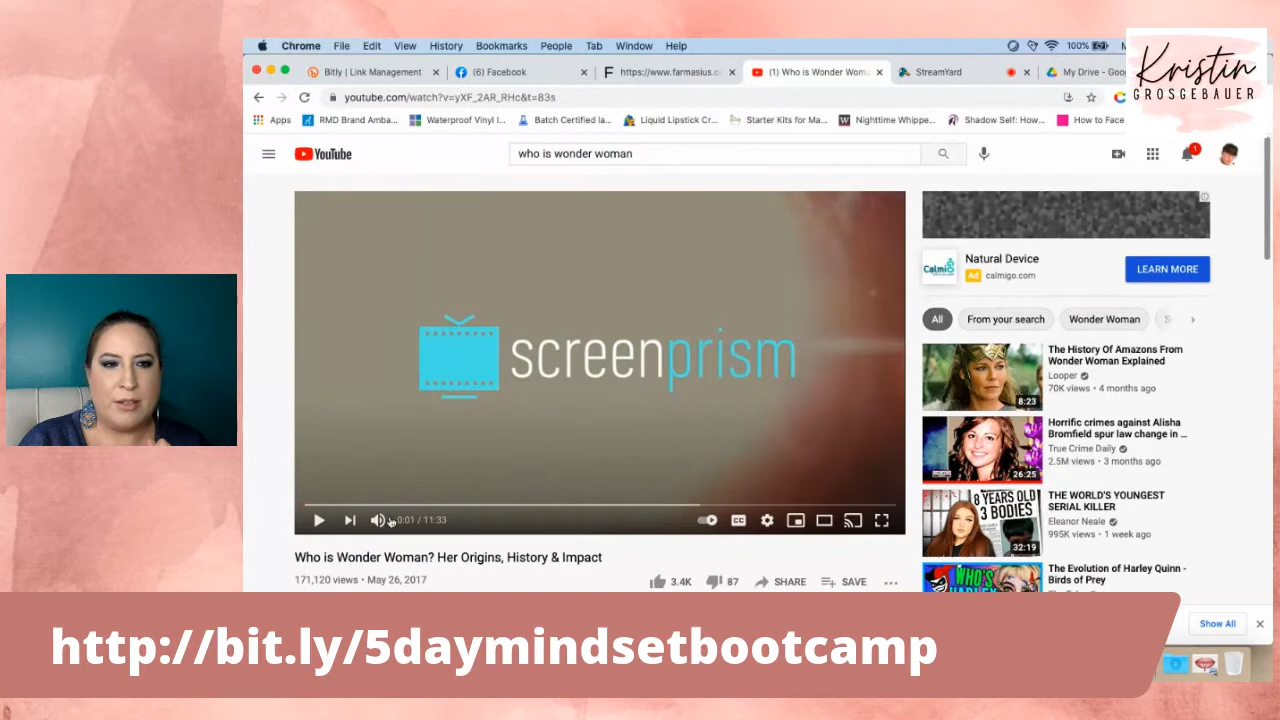 Chrome File Edit View History Bookmarks People Tab Window Help
100%
Bitly | Link Management
(6) Facebook
https://www.farmasius.c
(1) Who is Wonder Wom
StreamYard
My Drive - Goo
Kristin
GROSGEBAUER
youtube.com/watch?v=yXF_2AR_RHc&t=83s
Apps
RMD Brand Amba...
Waterproof Vinyl I...
Batch Certified la...
Liquid Lipstick Cr...
Starter Kits for Ma...
Nighttime Whippe...
Shadow Self: How...
How to Face
YouTube
who is wonder woman
1
screenprism
0:01 / 11:33
CC
Who is Wonder Woman? Her Origins, History & Impact
171,120 views • May 26, 2017
3.4K
87
SHARE
SAVE
Calmigo
Natural Device
Ad calmigo.com
LEARN MORE
All
From your search
Wonder Woman
S
The History Of Amazons From
Wonder Woman Explained
Looper
70K views • 4 months ago
8:23
Horrific crimes against Alisha
Bromfield spur law change in ...
True Crime Daily
2.5M views • 3 months ago
26:25
8 YEARS OLD
3 BODIES
THE WORLD'S YOUNGEST
SERIAL KILLER
Eleanor Neale
995K views • 1 week ago
32:19
The Evolution of Harley Quinn -
Birds of Prey
WHO'S
Show All
http://bit.ly/5daymindsetbootcamp